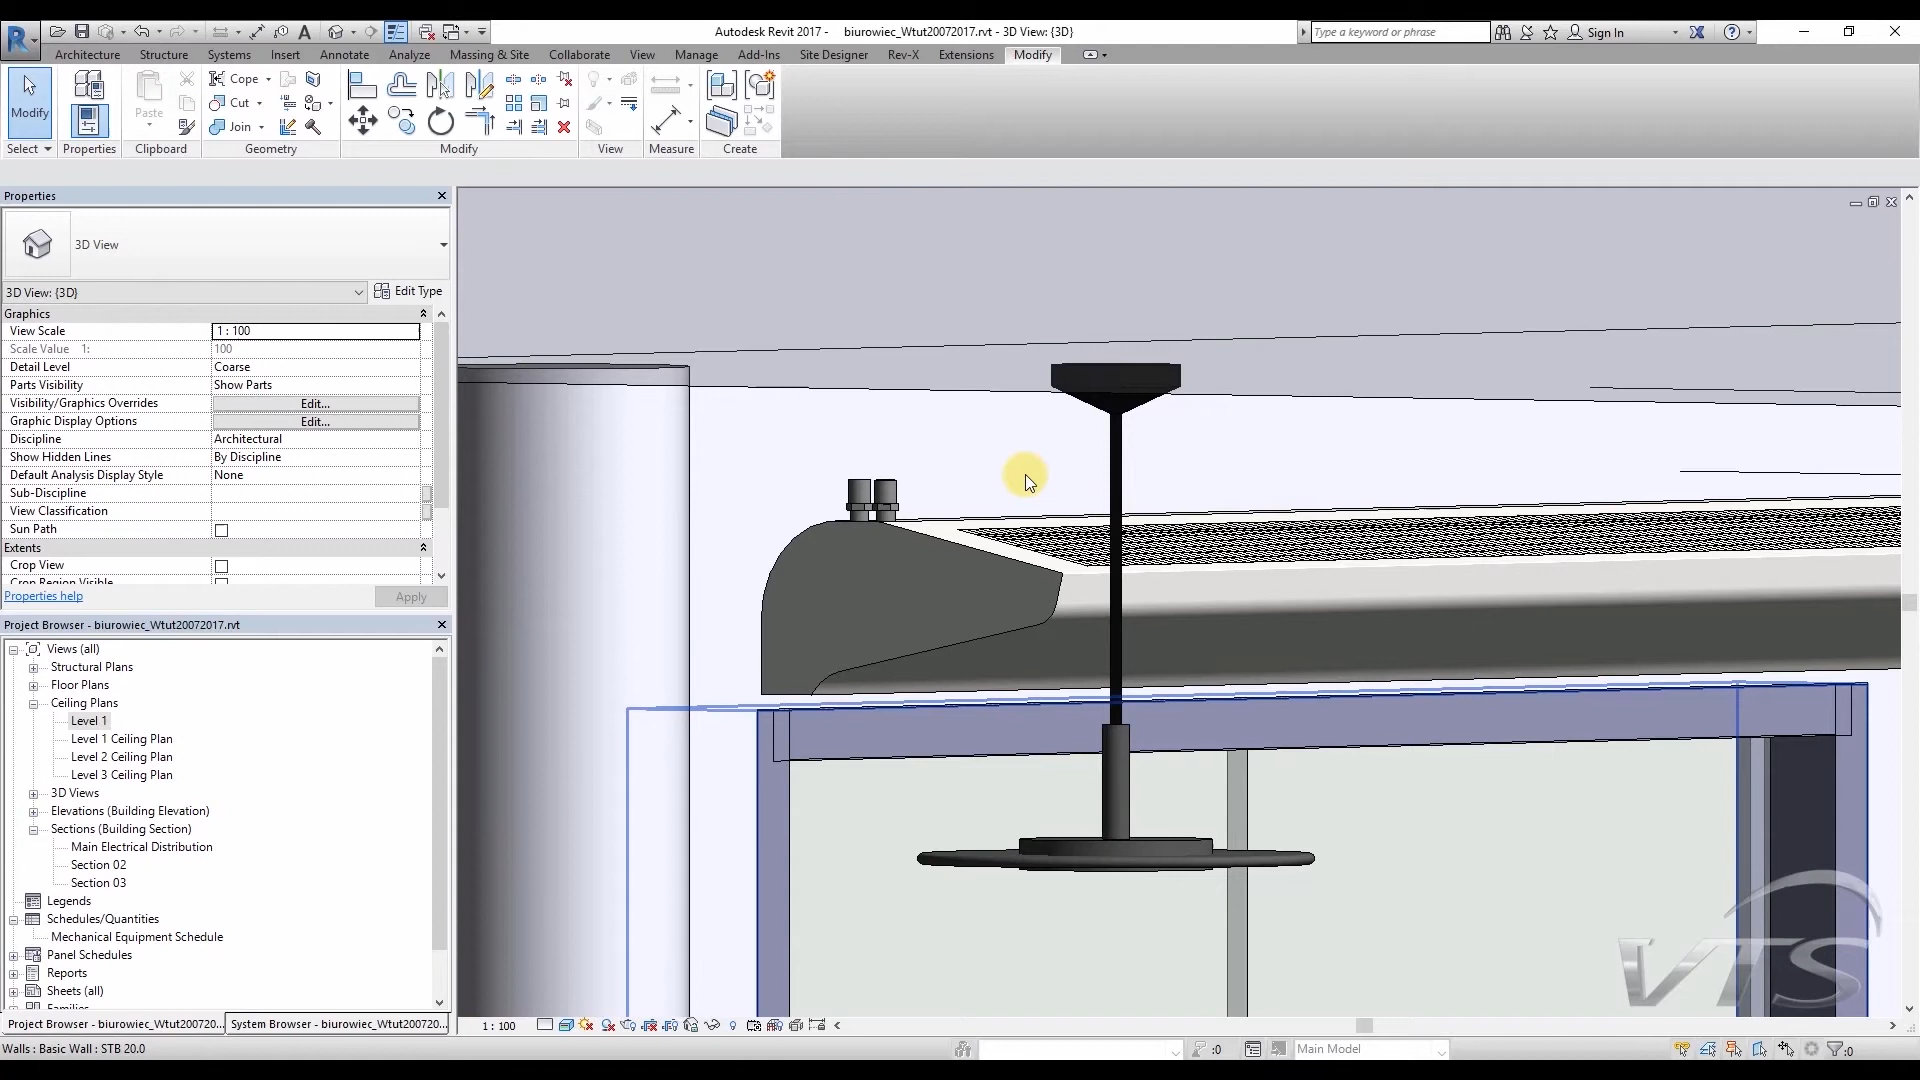 Autodesk Revit 2017 - biurowiec_Wtut20072017.rvt - 3D View: {3D}
Type a keyword or phrase
Sign In
Architecture Structure Systems Insert Annotate Analyze Massing & Site Collaborate View Manage Add-Ins Site Designer Rev-X Extensions Modify
Modify
Paste
Cope
Cut
Join
Select Properties Clipboard Geometry Modify View Measure Create
Properties
3D View
3D View: {3D}
Edit Type
Graphics
View Scale 1 : 100
Scale Value 1: 100
Detail Level Coarse
Parts Visibility Show Parts
Visibility/Graphics Overrides Edit...
Graphic Display Options Edit...
Discipline Architectural
Show Hidden Lines By Discipline
Default Analysis Display Style None
Sub-Discipline
View Classification
Sun Path
Extents
Crop View
Crop Region Visible
Properties help
Apply
Project Browser - biurowiec_Wtut20072017.rvt
Views (all)
Structural Plans
Floor Plans
Ceiling Plans
Level 1
Level 1 Ceiling Plan
Level 2 Ceiling Plan
Level 3 Ceiling Plan
3D Views
Elevations (Building Elevation)
Sections (Building Section)
Main Electrical Distribution
Section 02
Section 03
Legends
Schedules/Quantities
Mechanical Equipment Schedule
Panel Schedules
Reports
Sheets (all)
Families
Project Browser - biurowiec_Wtut200720...
System Browser - biurowiec_Wtut200720...
1 : 100
Walls : Basic Wall : STB 20.0
:0
Main Model
:0
VTS